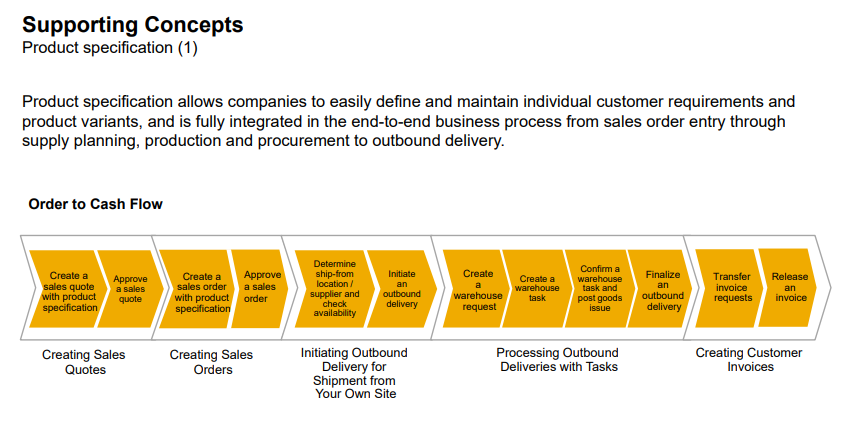 Supporting Concepts
Product specification (1)
Product specification allows companies to easily define and maintain individual customer requirements and
product variants, and is fully integrated in the end-to-end business process from sales order entry through
supply planning, production and procurement to outbound delivery.
Order to Cash Flow
Create a
sales quote
with product
specification
Approve
a sales
quote
Create a
sales order
with product
specification
Approve
a sales
order
Determine
ship-from
location /
supplier and
check
availability
Initiate
an
outbound
delivery
Create
a
warehouse
request
Create a
warehouse
task
Confirm a
warehouse
task and
post goods
issue
Finalize
an
outbound
delivery
Transfer
invoice
requests
Release
an
invoice
Creating Sales
Quotes
Creating Sales
Orders
Initiating Outbound
Delivery for
Shipment from
Your Own Site
Processing Outbound
Deliveries with Tasks
Creating Customer
Invoices